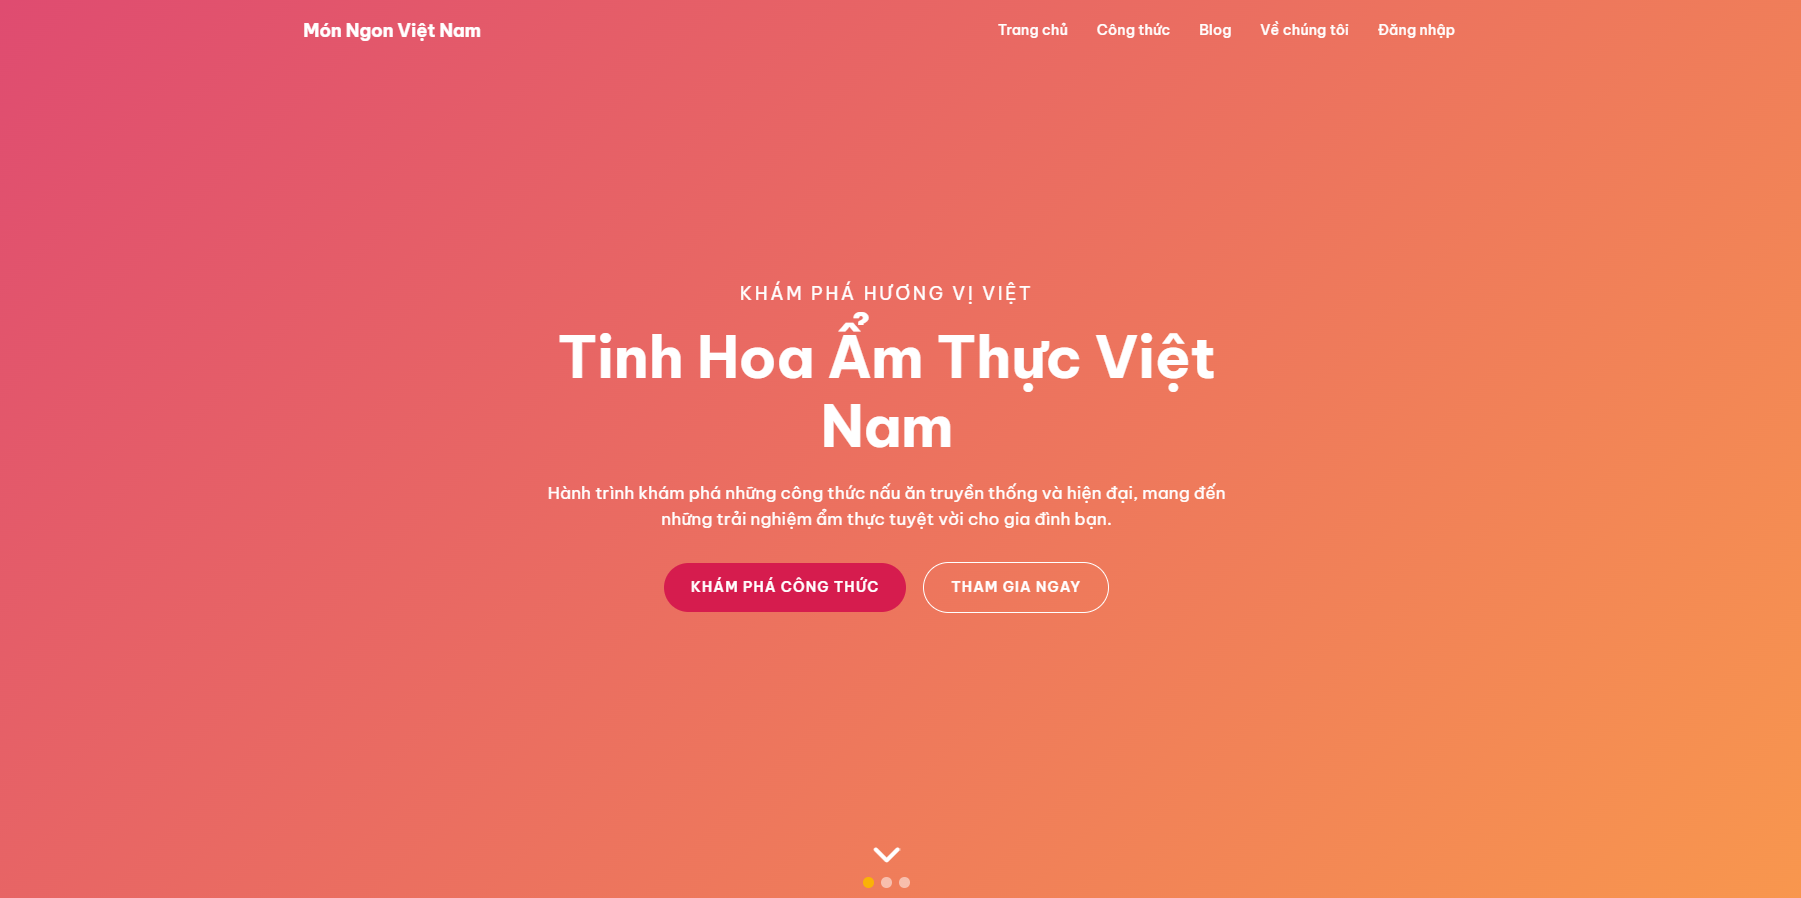 Món Ngon Việt Nam
Trang chủ
Công thức
Blog
Về chúng tôi
Đăng nhập
KHÁM PHÁ HƯƠNG VỊ VIỆT
Tinh Hoa Ẩm Thực Việt
Nam
Hành trình khám phá những công thức nấu ăn truyền thống và hiện đại, mang đến
những trải nghiệm ẩm thực tuyệt vời cho gia đình bạn.
KHÁM PHÁ CÔNG THỨC
THAM GIA NGAY